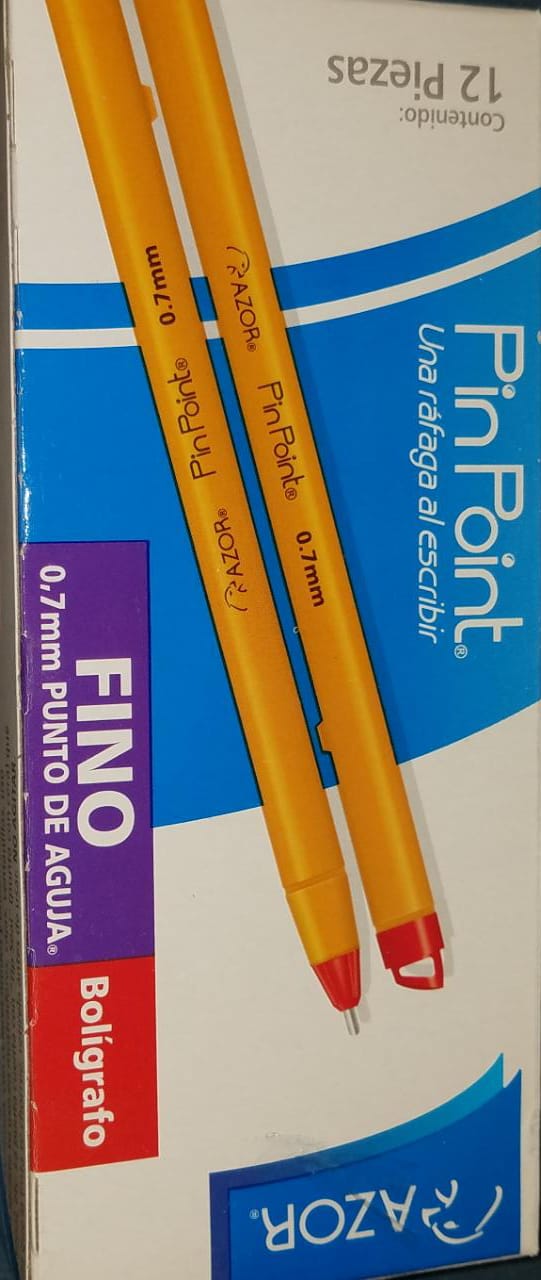 Contenido:
12 Piezas
Pin Point®
Una ráfaga al escribir
AZOR® Pin Point® 0.7mm
AZOR® Pin Point® 0.7mm
FINO
0.7mm PUNTO DE AGUJA®
Bolígrafo
AZOR®